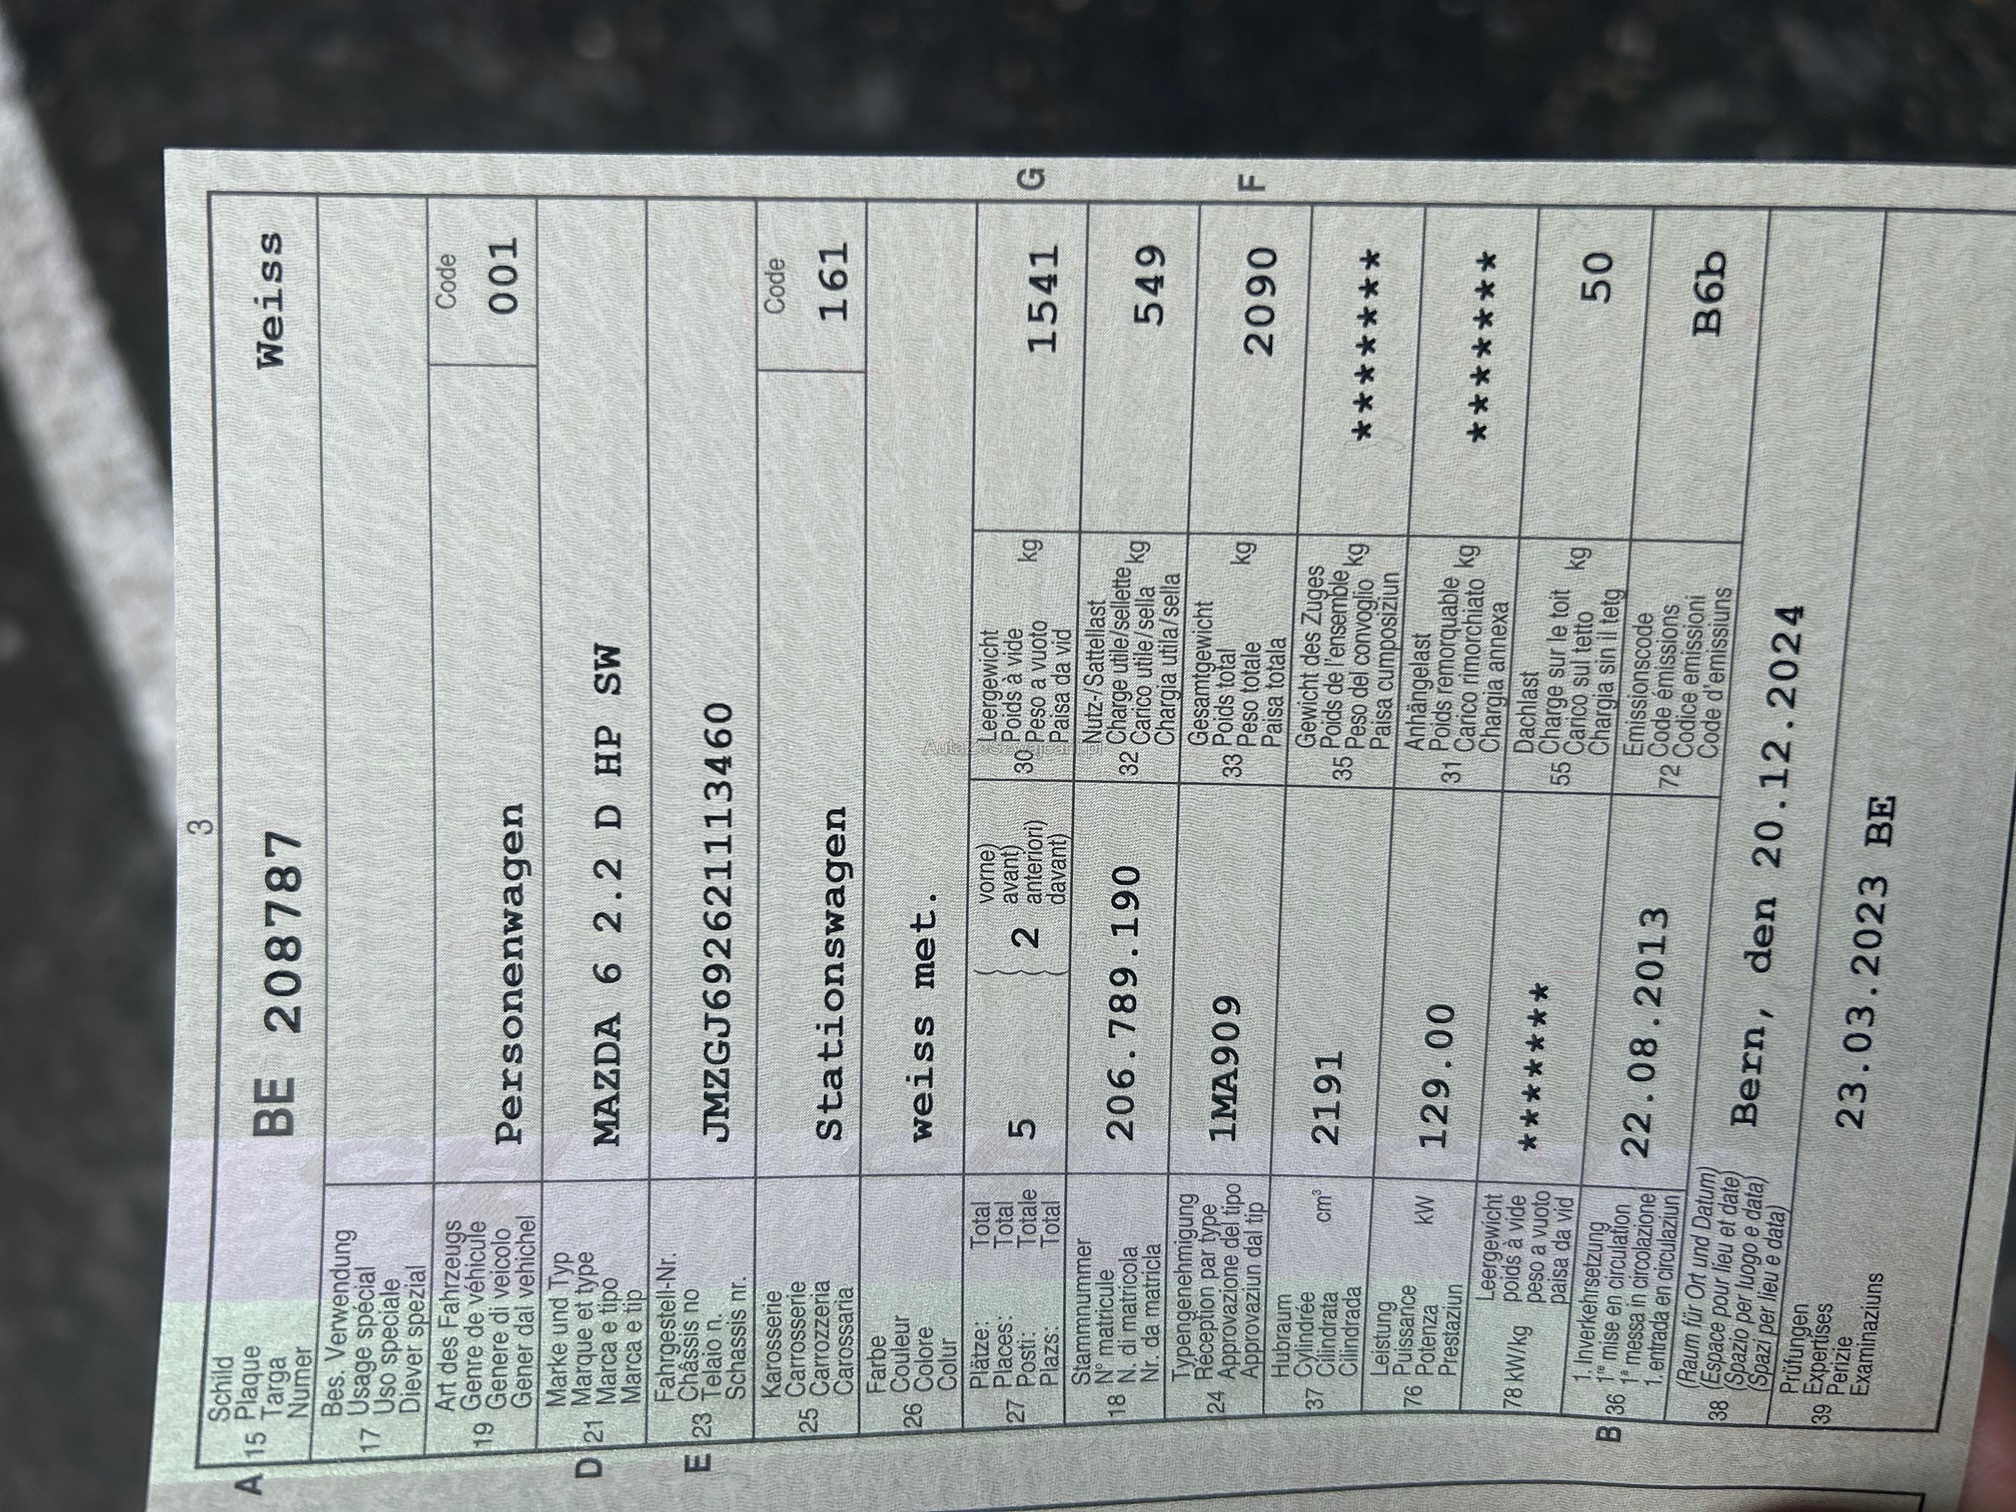 3
A 15 Schild Plaque Targa Numer BE 208787 Weiss
17 Bes. Verwendung
Usage spécial
Uso speciale
Diever spezial
19 Art des Fahrzeugs
Genre de véhicule
Genere di veicolo
Gener dal vehichel
Personenwagen
Code
001
D 21 Marke und Typ
Marque et type
Marca e tipo
Marca e tip
MAZDA 6 2.2 D HP SW
E 23 Fahrgestell-Nr.
Châssis no
Telaio n.
Schassis nr.
JMZGJ692621113460
25 Karosserie
Carrosserie
Carrozzeria
Carossaria
Stationswagen
Code
161
26 Farbe
Couleur
Colore
Colur
weiss met.
27 Plätze: Total
Places: Total
Posti: Totale
Plazs: Total
5
2
vorne)
avant)
anteriori)
davant)
30 Leergewicht
Poids à vide
Peso a vuoto
Paisa da vid
kg
1541
G
18 Stammnummer
N° matricule
N. di matricola
Nr. da matricla
206.789.190
32 Nutz-/Sattellast
Charge utile/sellette
Carico utile/sella
Chargia utila/sella
kg
549
24 Typengenehmigung
Réception par type
Approvazione del tipo
Approvaziun dal tip
1MA909
33 Gesamtgewicht
Poids total
Peso totale
Paisa totala
kg
2090
F
37 Hubraum
Cylindrée
Cilindrata
Cilindrada
cm³
2191
35 Gewicht des Zuges
Poids de l'ensemble
Peso del convoglio
Paisa cumposiziun
kg
*******
76 Leistung
Puissance
Potenza
Prestaziun
kW
129.00
31 Anhängelast
Poids remorquable
Carico rimorchiato
Chargia annexa
kg
*******
78 kW/kg
Leergewicht
poids à vide
peso a vuoto
paisa da vid
*******
55 Dachlast
Charge sur le toit
Carico sul tetto
Chargia sin il tetg
kg
50
B 36 1. Inverkehrsetzung
1re mise en circulation
1a messa in circolazione
1. entrada en circulaziun
22.08.2013
72 Emissionscode
Code émissions
Codice emissioni
Code d'emissiuns
B6b
38 (Raum für Ort und Datum)
(Espace pour lieu et date)
(Spazio per luogo e data)
(Spazi per lieu e data)
Bern, den 20.12.2024
39 Prüfungen
Expertises
Perizie
Examinaziuns
23.03.2023 BE